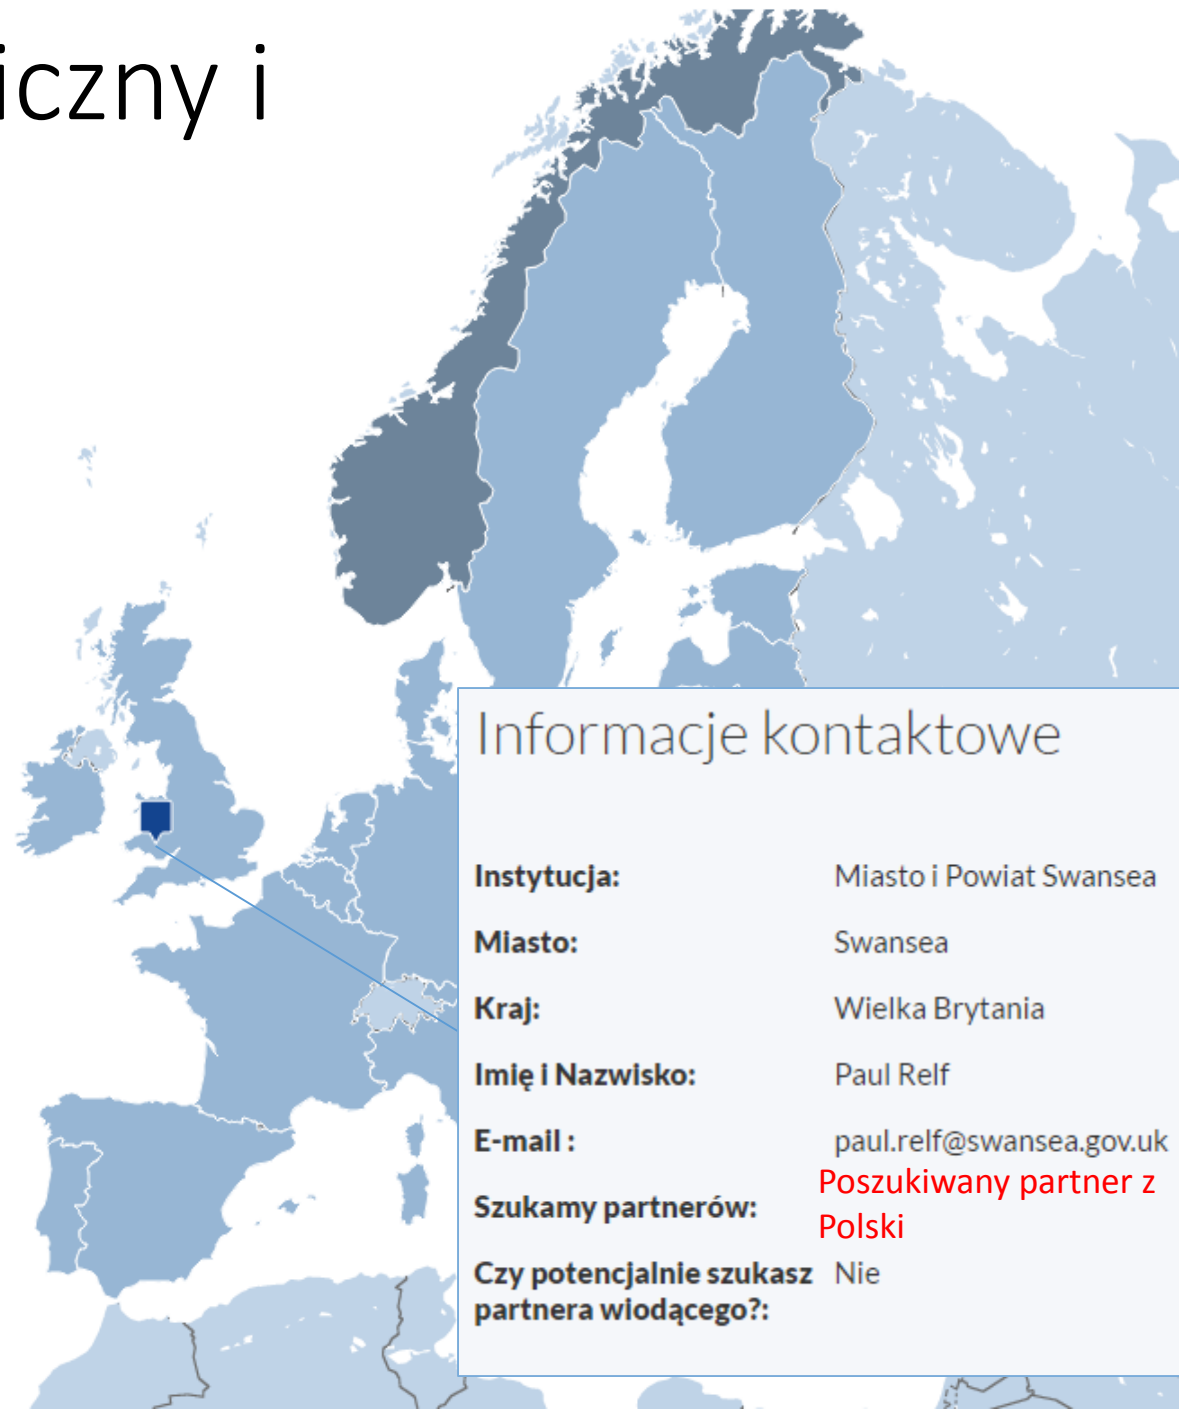 iczny i
Informacje kontaktowe
Instytucja: Miasto i Powiat Swansea
Miasto: Swansea
Kraj: Wielka Brytania
Imię i Nazwisko: Paul Relf
E-mail : paul.relf@swansea.gov.uk
Szukamy partnerów: Poszukiwany partner z
Polski
Czy potencjalnie szukasz Nie
partnera wiodącego?: